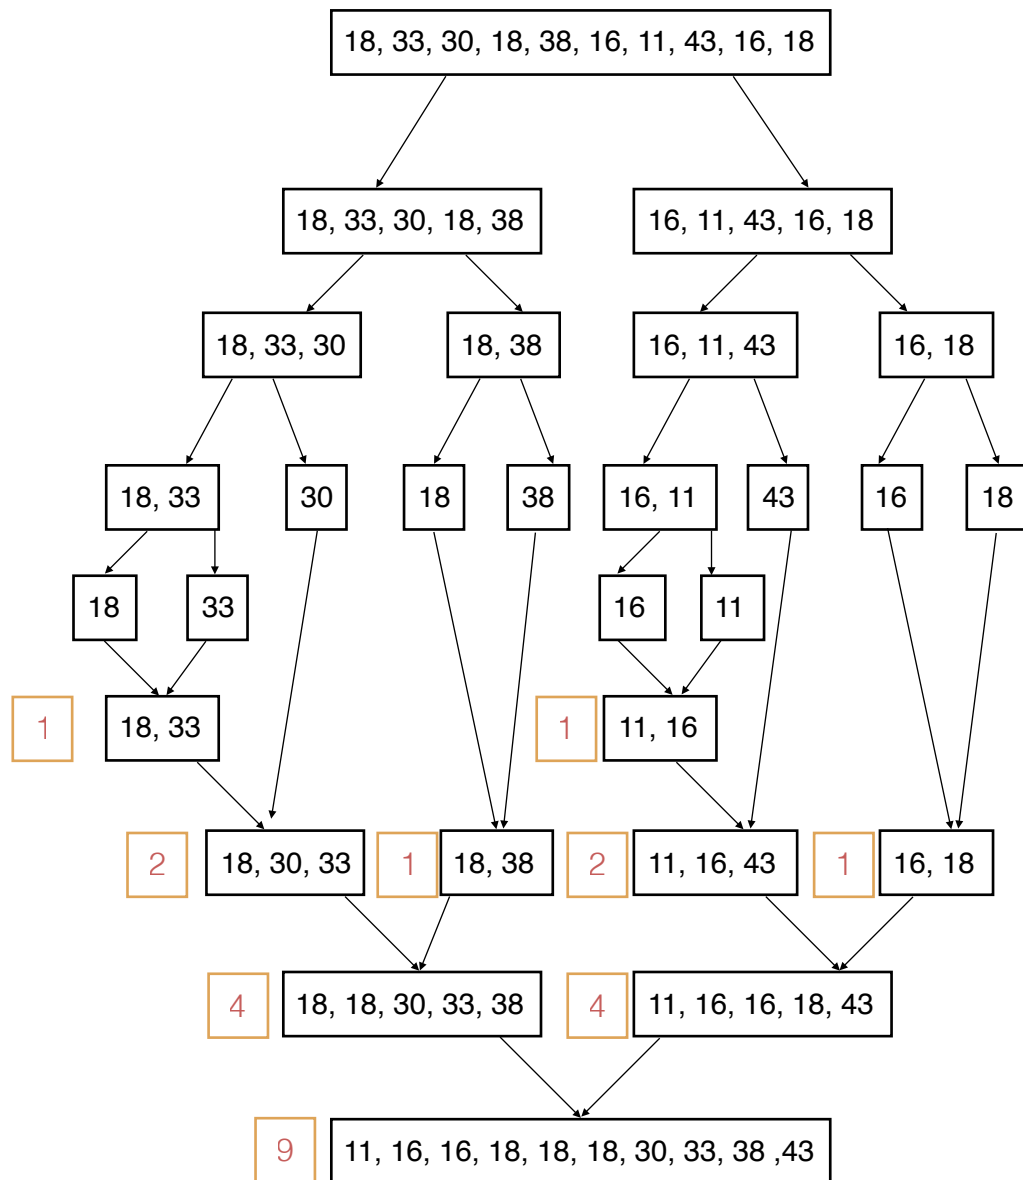 18, 33, 30, 18, 38, 16, 11, 43, 16, 18
18, 33, 30, 18, 38
16, 11, 43, 16, 18
18, 33, 30
18, 38
16, 11, 43
16, 18
18, 33
30
18
38
16, 11
43
16
18
18
33
16
11
1
18, 33
1
11, 16
2
18, 30, 33
1
18, 38
2
11, 16, 43
1
16, 18
4
18, 18, 30, 33, 38
4
11, 16, 16, 18, 43
9
11, 16, 16, 18, 18, 18, 30, 33, 38 ,43